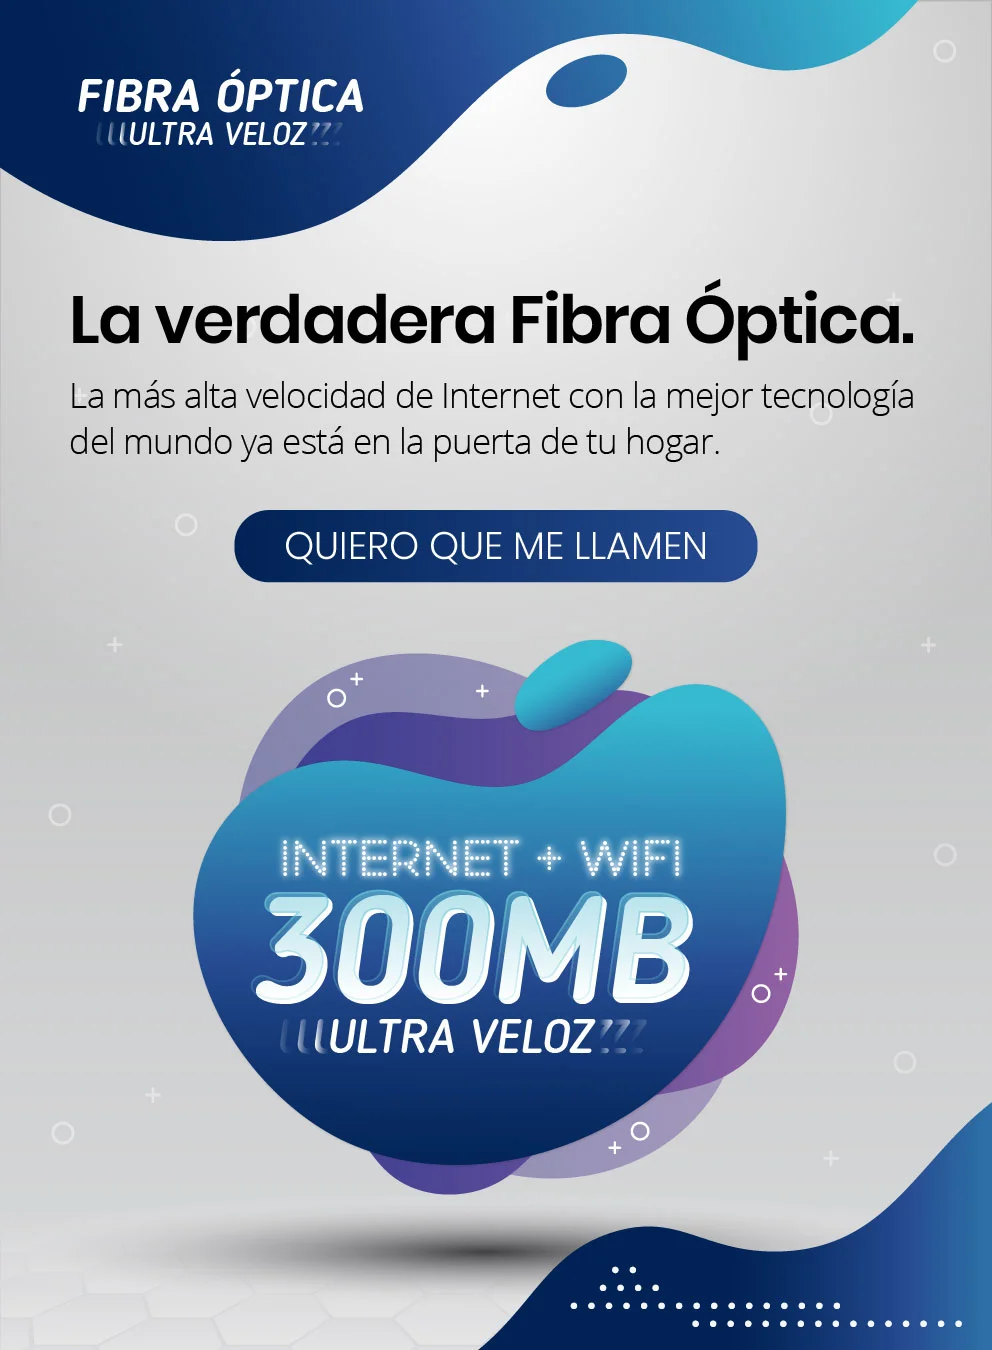 FIBRA ÓPTICA
ULTRA VELOZ
La verdadera Fibra Óptica.
La más alta velocidad de Internet con la mejor tecnología
del mundo ya está en la puerta de tu hogar.
QUIERO QUE ME LLAMEN
INTERNET + WIFI
300MB
ULTRA VELOZ